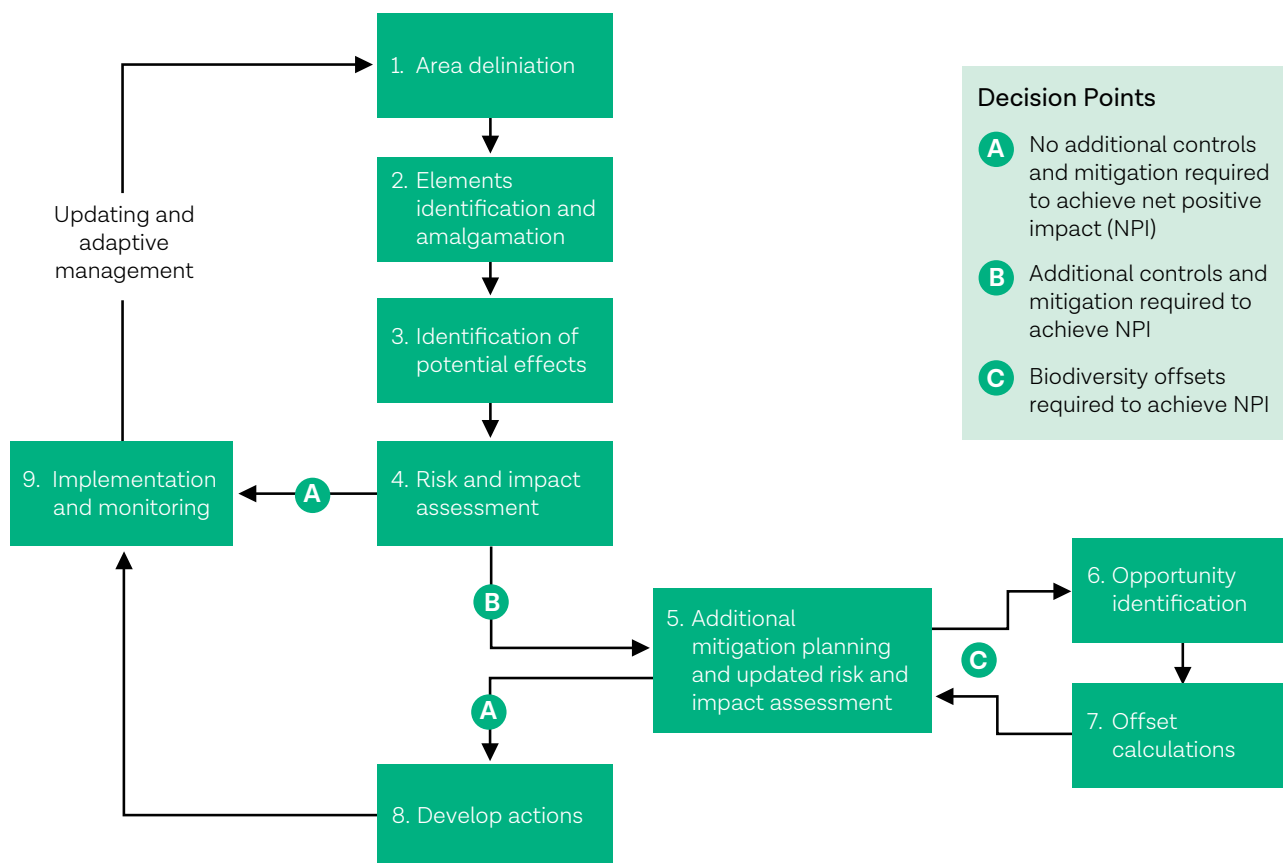 1. Area deliniation
2. Elements
identification and
amalgamation
3. Identification of
potential effects
4. Risk and impact
assessment
A
9. Implementation
and monitoring
Updating and
adaptive
management
B
5. Additional
mitigation planning
and updated risk and
impact assessment
C
6. Opportunity
identification
7. Offset
calculations
A
8. Develop actions
Decision Points
A No additional controls
and mitigation required
to achieve net positive
impact (NPI)
B Additional controls and
mitigation required to
achieve NPI
C Biodiversity offsets
required to achieve NPI